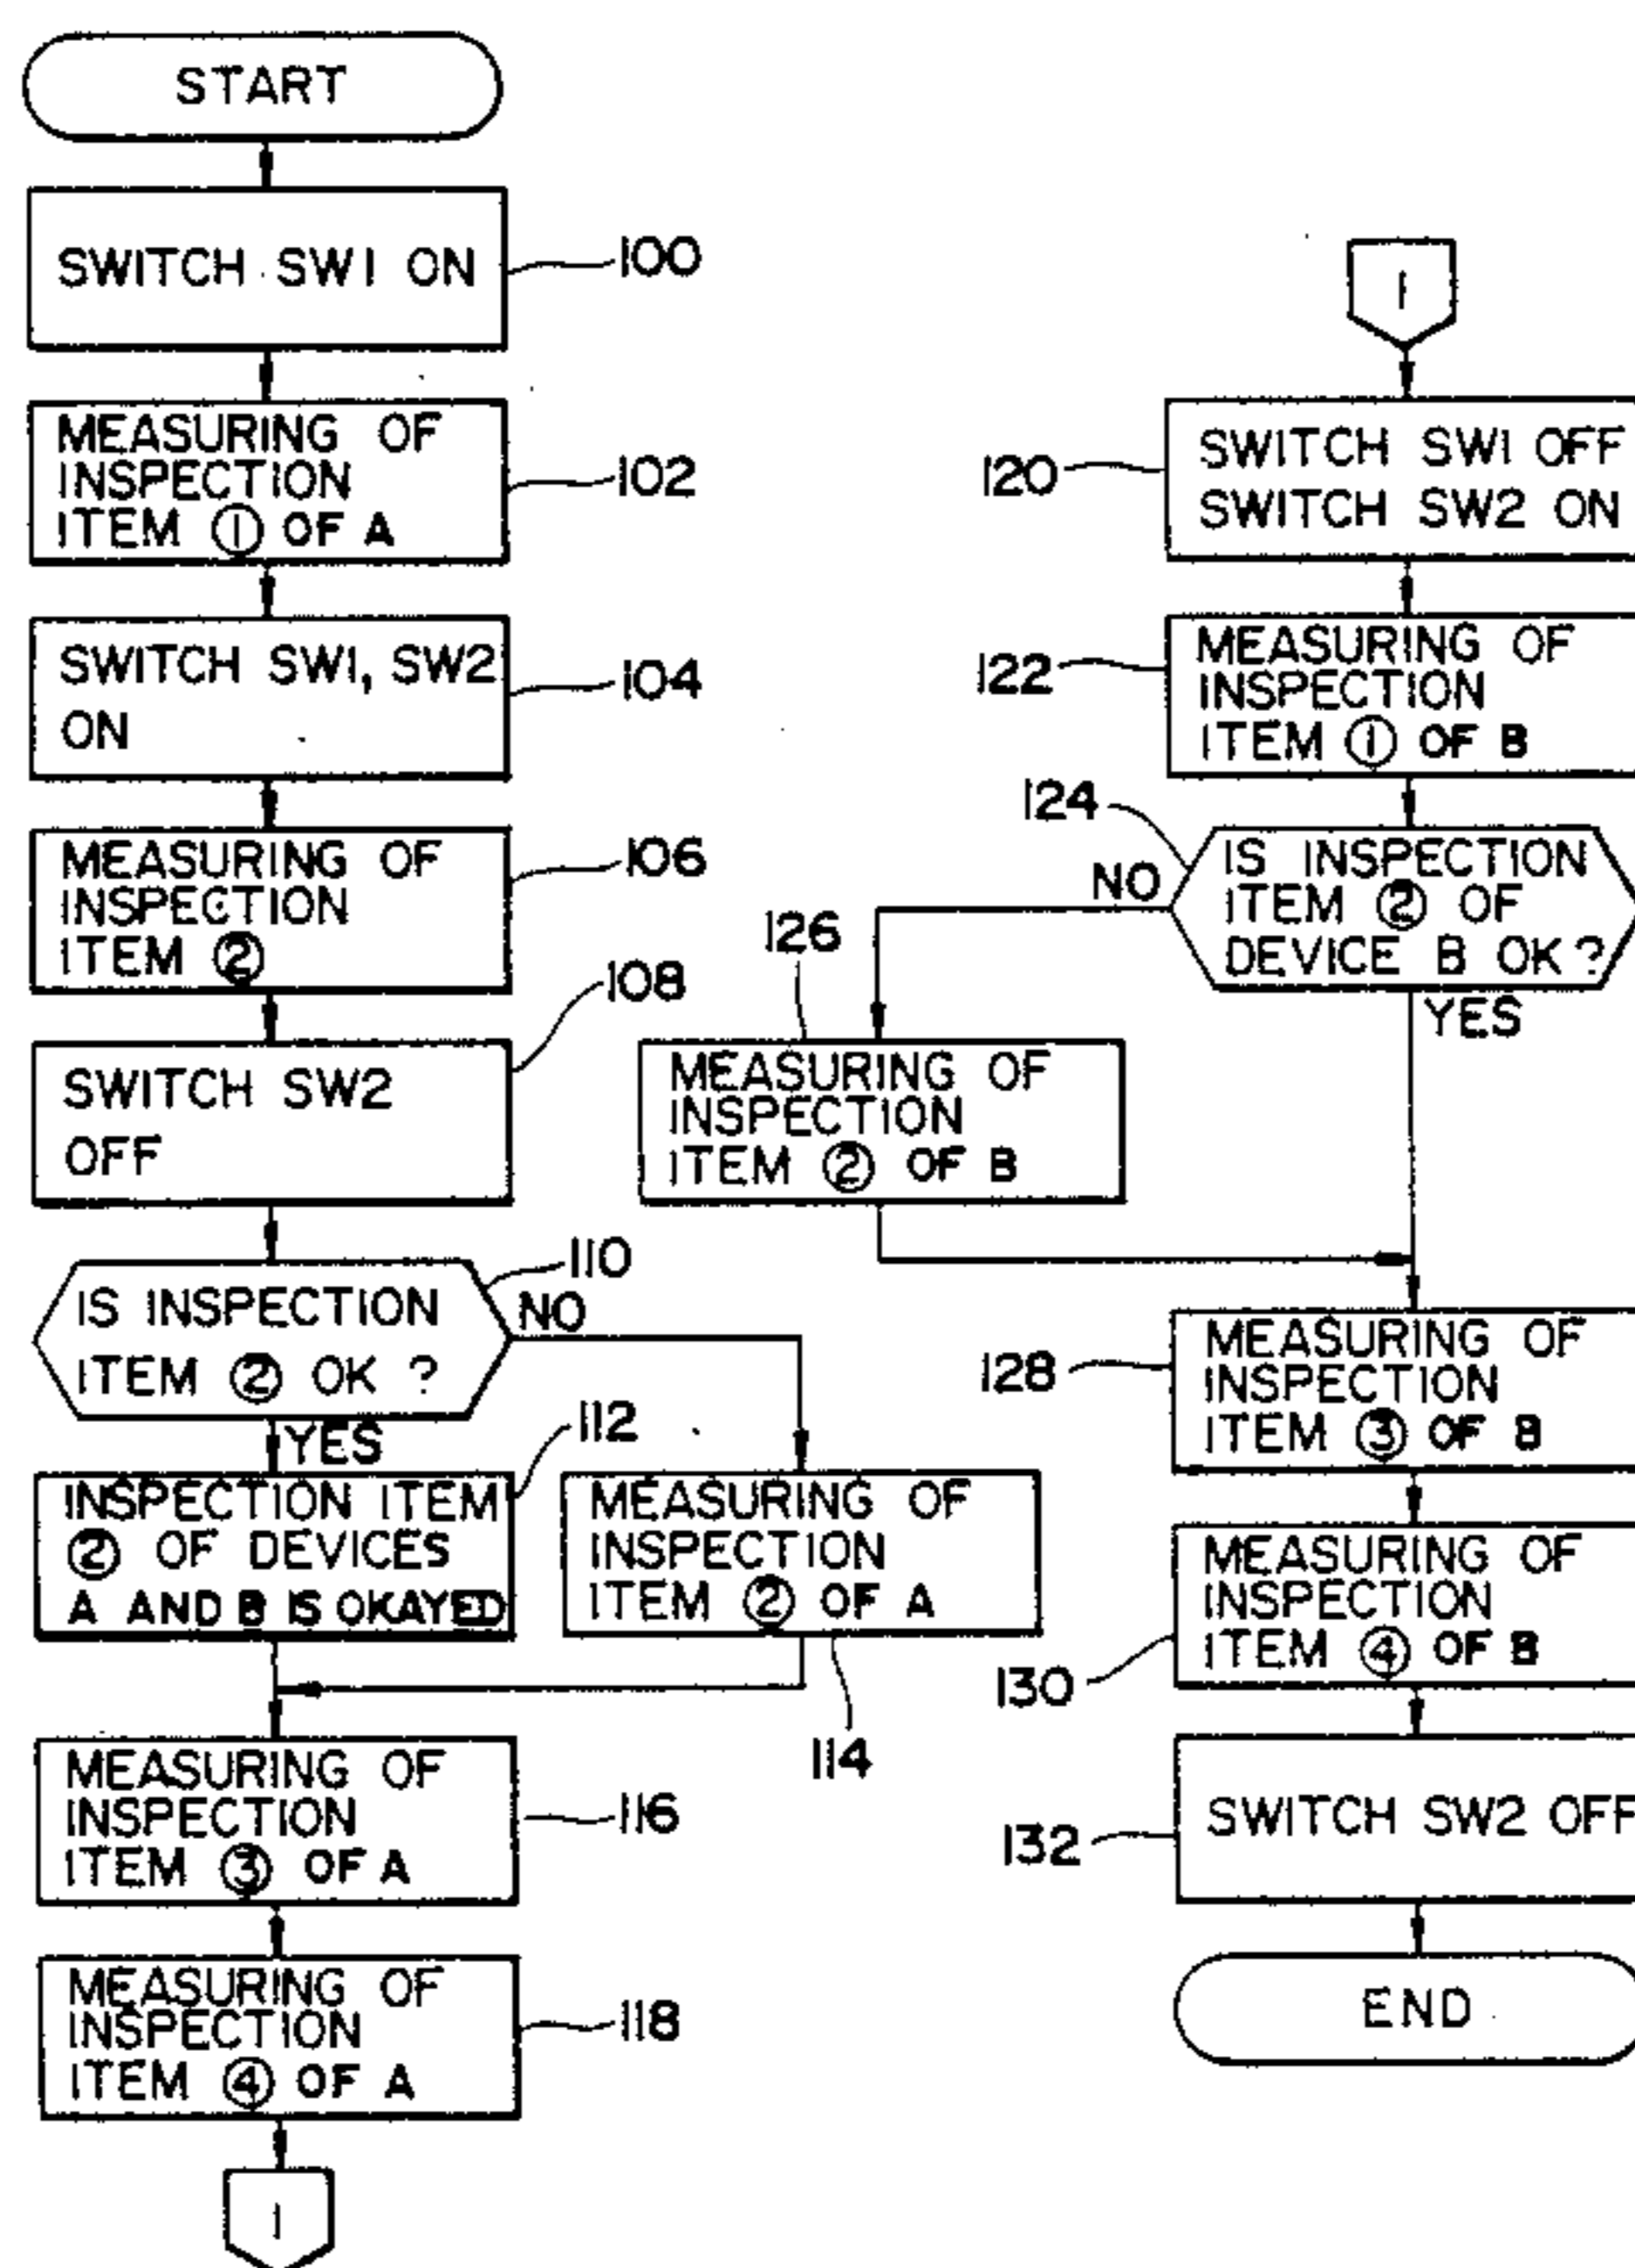 START
SWITCH SW1 ON
100
MEASURING OF
INSPECTION
ITEM ① OF A
102
SWITCH SW1, SW2
ON
104
MEASURING OF
INSPECTION
ITEM ②
106
SWITCH SW2
OFF
108
IS INSPECTION
ITEM ② OK ?
110
NO
YES
INSPECTION ITEM
② OF DEVICES
A AND B IS OKAYED
112
MEASURING OF
INSPECTION
ITEM ② OF A
114
MEASURING OF
INSPECTION
ITEM ③ OF A
116
MEASURING OF
INSPECTION
ITEM ④ OF A
118
1
1
SWITCH SW1 OFF
SWITCH SW2 ON
120
MEASURING OF
INSPECTION
ITEM ① OF B
122
124
IS INSPECTION
ITEM ② OF
DEVICE B OK ?
NO
YES
126
MEASURING OF
INSPECTION
ITEM ② OF B
MEASURING OF
INSPECTION
ITEM ③ OF B
128
MEASURING OF
INSPECTION
ITEM ④ OF B
130
SWITCH SW2 OFF
132
END